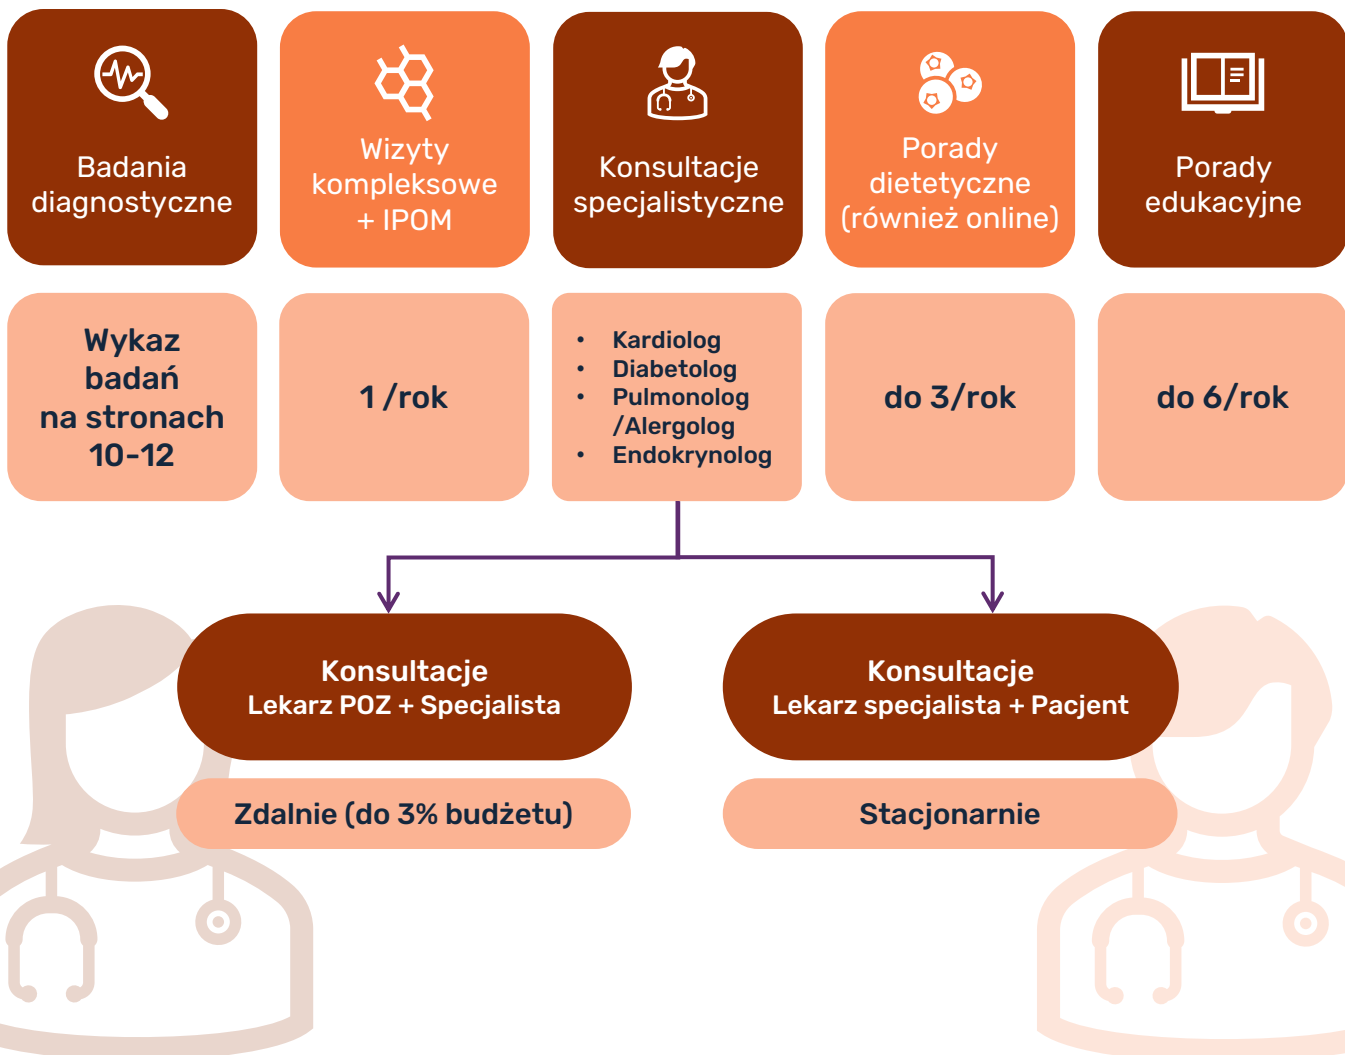 Badania
diagnostyczne
Wizyty
kompleksowe
+ IPOM
Konsultacje
specjalistyczne
Porady
dietetyczne
(również online)
Porady
edukacyjne
Wykaz
badań
na stronach
10-12
1 /rok
• Kardiolog
• Diabetolog
• Pulmonolog
/Alergolog
• Endokrynolog
do 3/rok
do 6/rok
Konsultacje
Lekarz POZ + Specjalista
Konsultacje
Lekarz specjalista + Pacjent
Zdalnie (do 3% budżetu)
Stacjonarnie